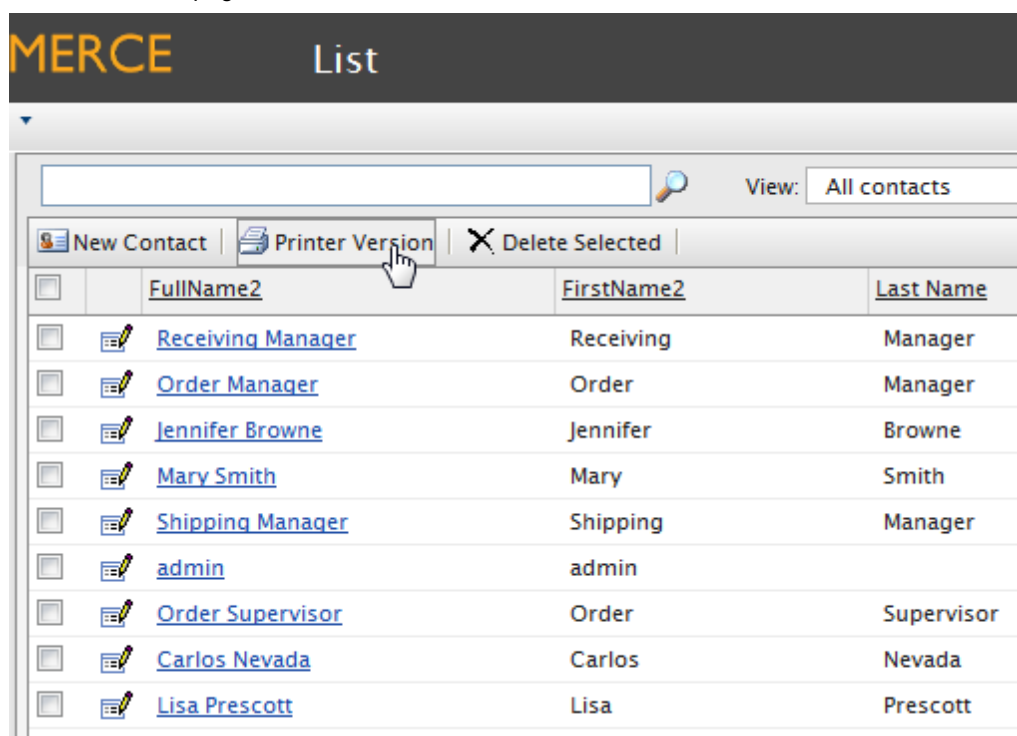 MERCE List
View: All contacts
New Contact Printer Version Delete Selected
FullName2 FirstName2 Last Name
Receiving Manager Receiving Manager
Order Manager Order Manager
Jennifer Browne Jennifer Browne
Mary Smith Mary Smith
Shipping Manager Shipping Manager
admin admin
Order Supervisor Order Supervisor
Carlos Nevada Carlos Nevada
Lisa Prescott Lisa Prescott